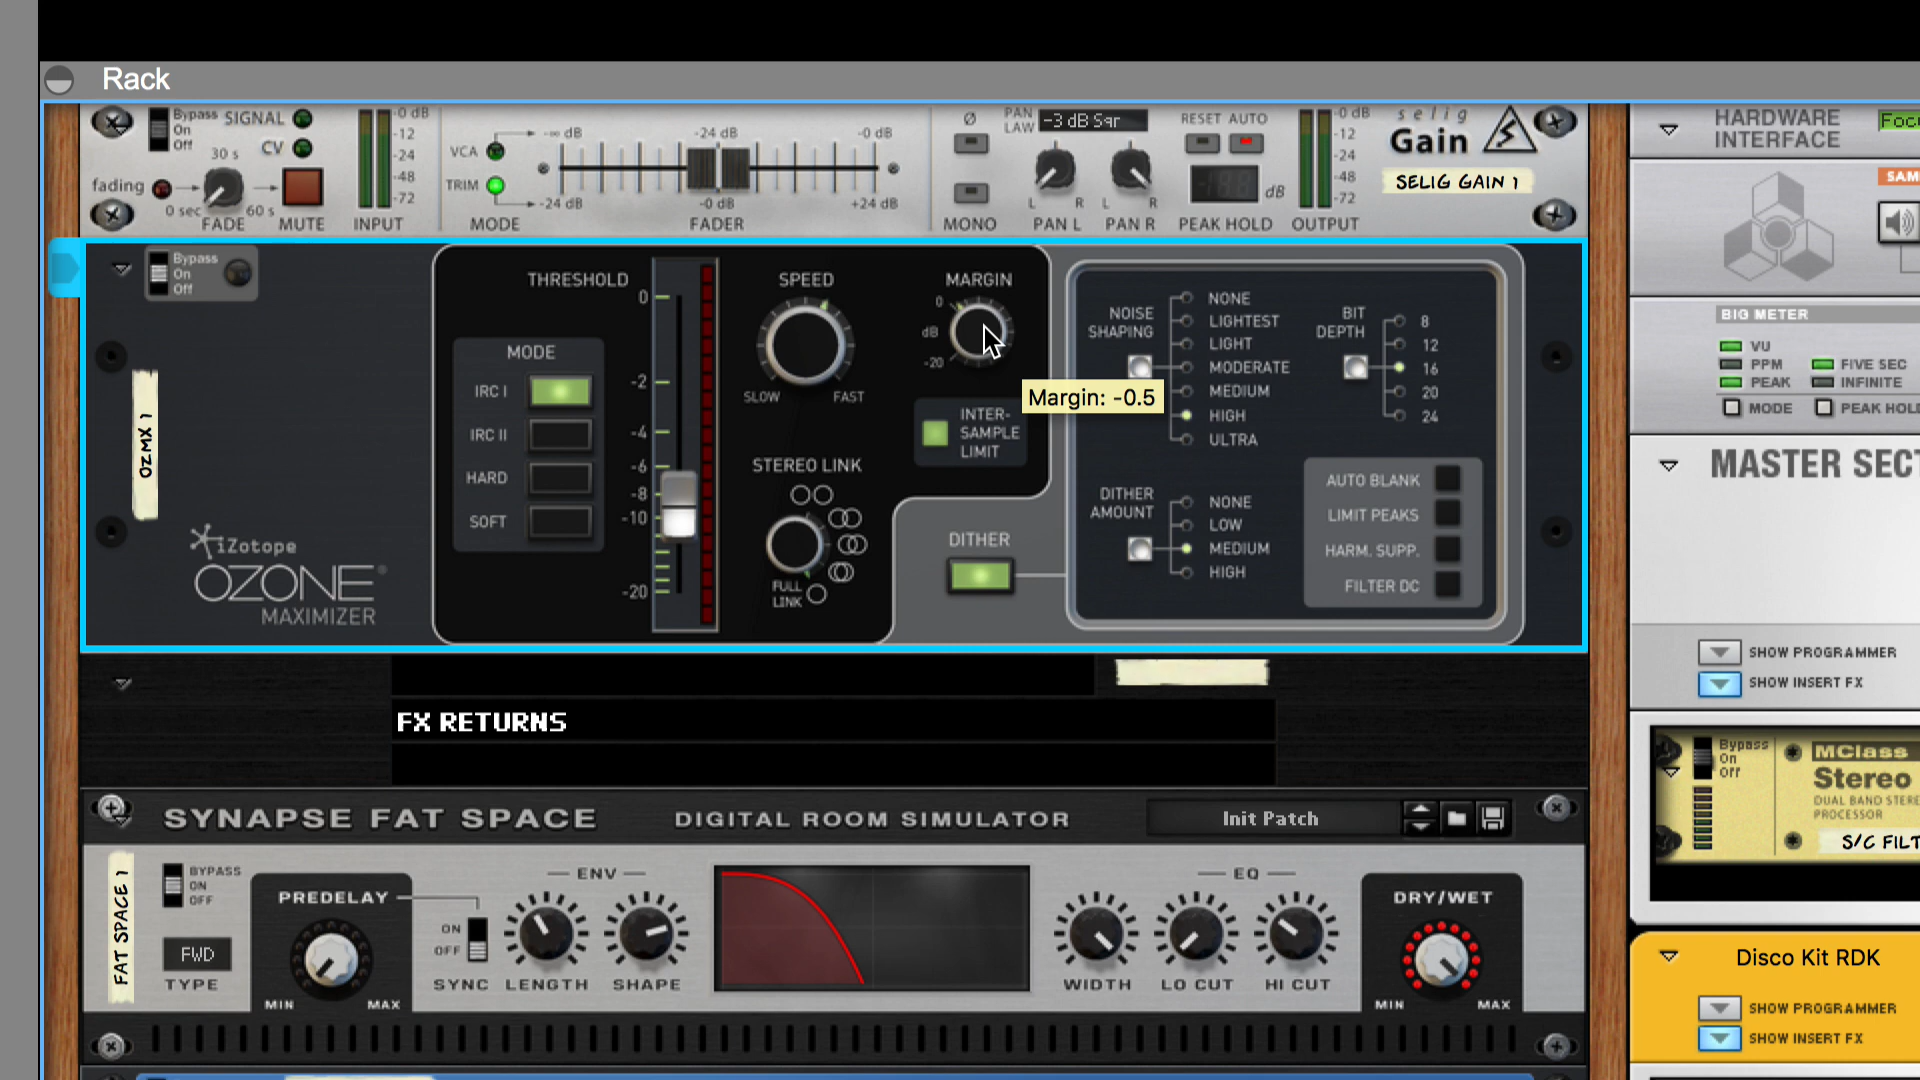 Rack
Bypass
On
Off
SIGNAL
CV
30 s
fading
0 sec
60 s
FADE
MUTE
-0 dB
-12
-24
-48
-72
INPUT
VCA
TRIM
MODE
-∞ dB
-24 dB
-0 dB
-24 dB
-0 dB
+24 dB
FADER
Ø
MONO
PAN
LAW
-3 dB Sqr
L R
L R
PAN L
PAN R
RESET AUTO
dB
PEAK HOLD
-0 dB
-12
-24
-48
-72
OUTPUT
selig
Gain
SELIG GAIN 1
Bypass
On
Off
OZMX 1
iZotope
OZONE
MAXIMIZER
THRESHOLD
MODE
IRC I
IRC II
HARD
SOFT
0
-2
-4
-6
-8
-10
-20
SPEED
SLOW
FAST
STEREO LINK
FULL
LINK
MARGIN
0
dB
-20
Margin: -0.5
INTER-
SAMPLE
LIMIT
DITHER
NOISE
SHAPING
NONE
LIGHTEST
LIGHT
MODERATE
MEDIUM
HIGH
ULTRA
BIT
DEPTH
8
12
16
20
24
DITHER
AMOUNT
NONE
LOW
MEDIUM
HIGH
AUTO BLANK
LIMIT PEAKS
HARM. SUPP.
FILTER DC
FX RETURNS
SYNAPSE FAT SPACE
DIGITAL ROOM SIMULATOR
Init Patch
FAT SPACE 1
BYPASS
ON
OFF
FWD
TYPE
PREDELAY
MIN
MAX
ON
OFF
SYNC
ENV
LENGTH
SHAPE
EQ
WIDTH
LO CUT
HI CUT
DRY/WET
MIN
MAX
HARDWARE
INTERFACE
BIG METER
VU
PPM
PEAK
FIVE SEC
INFINITE
MODE
SHOW PROGRAMMER
SHOW INSERT FX
Bypass
On
Off
MClass
Stereo
PROCESSOR
Disco Kit RDK
SHOW PROGRAMMER
SHOW INSERT FX